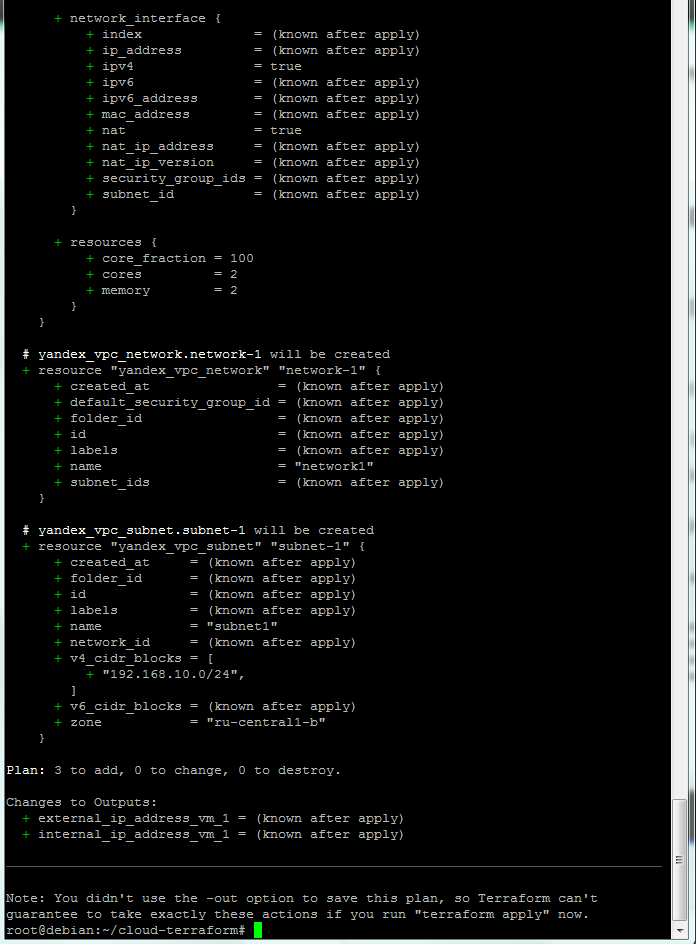 + network_interface {
+ index = (known after apply)
+ ip_address = (known after apply)
+ ipv4 = true
+ ipv6 = (known after apply)
+ ipv6_address = (known after apply)
+ mac_address = (known after apply)
+ nat = true
+ nat_ip_address = (known after apply)
+ nat_ip_version = (known after apply)
+ security_group_ids = (known after apply)
+ subnet_id = (known after apply)
}
+ resources {
+ core_fraction = 100
+ cores = 2
+ memory = 2
}
}
# yandex_vpc_network.network-1 will be created
+ resource "yandex_vpc_network" "network-1" {
+ created_at = (known after apply)
+ default_security_group_id = (known after apply)
+ folder_id = (known after apply)
+ id = (known after apply)
+ labels = (known after apply)
+ name = "network1"
+ subnet_ids = (known after apply)
}
# yandex_vpc_subnet.subnet-1 will be created
+ resource "yandex_vpc_subnet" "subnet-1" {
+ created_at = (known after apply)
+ folder_id = (known after apply)
+ id = (known after apply)
+ labels = (known after apply)
+ name = "subnet1"
+ network_id = (known after apply)
+ v4_cidr_blocks = [
+ "192.168.10.0/24",
]
+ v6_cidr_blocks = (known after apply)
+ zone = "ru-central1-b"
}
Plan: 3 to add, 0 to change, 0 to destroy.
Changes to Outputs:
+ external_ip_address_vm_1 = (known after apply)
+ internal_ip_address_vm_1 = (known after apply)
Note: You didn't use the -out option to save this plan, so Terraform can't
guarantee to take exactly these actions if you run "terraform apply" now.
root@debian:~/cloud-terraform#